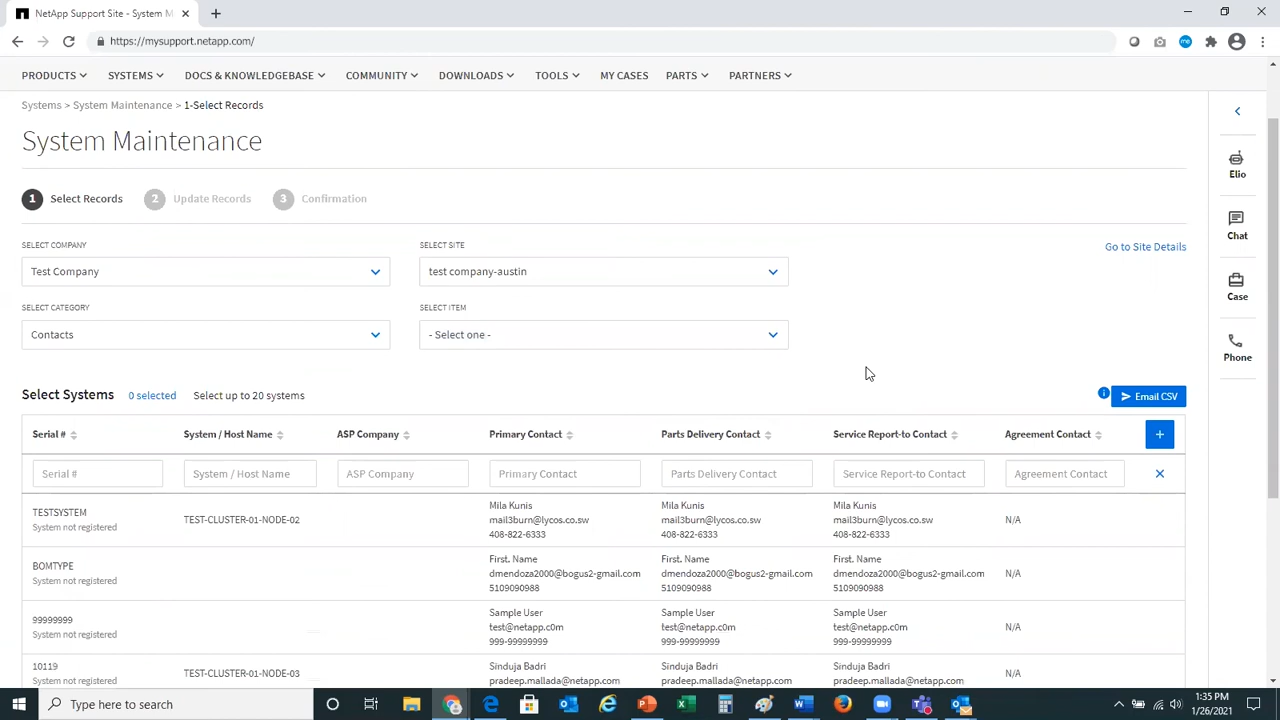 NetApp Support Site - System M
https://mysupport.netapp.com/
PRODUCTS SYSTEMS DOCS & KNOWLEDGEBASE COMMUNITY DOWNLOADS TOOLS MY CASES PARTS PARTNERS
Systems > System Maintenance > 1-Select Records
System Maintenance
1 Select Records 2 Update Records 3 Confirmation
SELECT COMPANY SELECT SITE
Go to Site Details
Test Company test company-austin
SELECT CATEGORY SELECT ITEM
Contacts - Select one -
Elio
Chat
Case
Phone
Select Systems 0 selected Select up to 20 systems Email CSV
Serial # System / Host Name ASP Company Primary Contact Parts Delivery Contact Service Report-to Contact Agreement Contact
Serial # System / Host Name ASP Company Primary Contact Parts Delivery Contact Service Report-to Contact Agreement Contact
Mila Kunis Mila Kunis Mila Kunis
TESTSYSTEM
TEST-CLUSTER-01-NODE-02 mail3burn@lycos.co.sw mail3burn@lycos.co.sw mail3burn@lycos.co.sw N/A
System not registered
408-822-6333 408-822-6333 408-822-6333
First. Name First. Name First. Name
BOMTYPE
dmendoza2000@bogus2-gmail.com dmendoza2000@bogus2-gmail.com dmendoza2000@bogus2-gmail.com N/A
System not registered
5109090988 5109090988 5109090988
Sample User Sample User Sample User
99999999
test@netapp.c0m test@netapp.c0m test@netapp.c0m N/A
System not registered
999-99999999 999-99999999 999-99999999
10119 Sinduja Badri Sinduja Badri Sinduja Badri
TEST-CLUSTER-01-NODE-03 N/A
System not registered pradeep.mallada@netapp.com pradeep.mallada@netapp.com pradeep.mallada@netapp.com
Type here to search
1:35 PM
1/26/2021